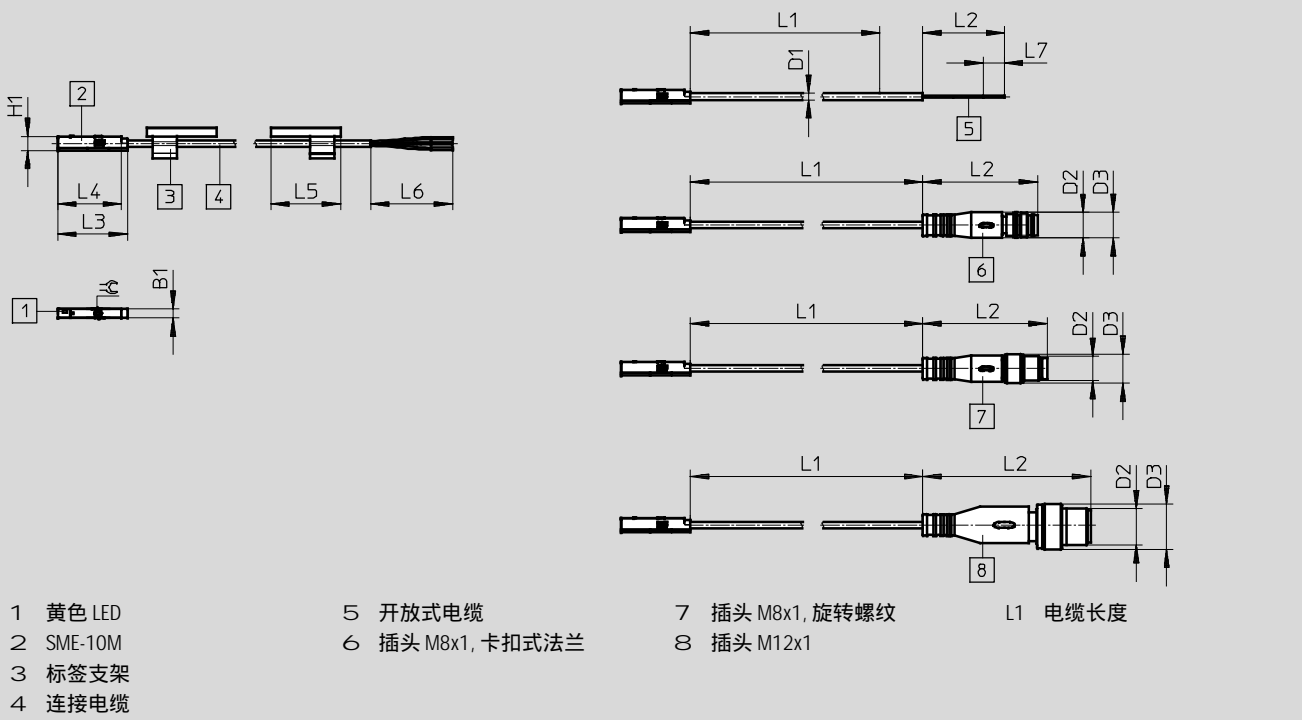 H1
2
L4
L3
3
4
L5
L6
1
B1
L1
L2
L7
D1
5
L1
L2
D2
D3
6
L1
L2
D2
D3
7
L1
L2
D2
D3
8
1 黄色 LED
2 SME-10M
3 标签支架
4 连接电缆
5 开放式电缆
6 插头 M8x1, 卡扣式法兰
7 插头 M8x1, 旋转螺纹
8 插头 M12x1
L1 电缆长度